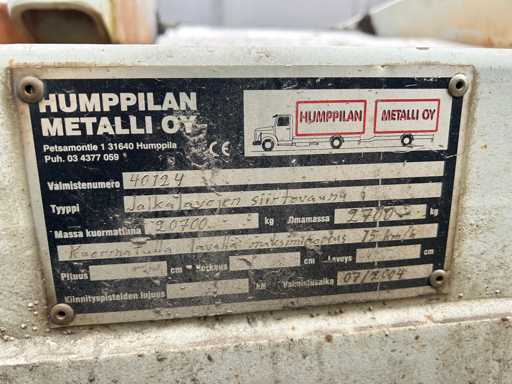 HUMPPILAN
METALLI OY
Petsamontie 1 31640 Humppila
Puh. 03 4377 059
CE
HUMPPILAN METALLI OY
Valmistenumero 40124
Tyyppi Jalkalavojen siirtovaunu
Massa kuormattuna 20700 kg Omamassa 2700 kg
Kuormatulla lavalla maksiminopeus 15 km/h
Pituus cm Korkeus cm Leveys cm
Kiinnityspisteiden lujuus kN Valmistusaika 07/2004